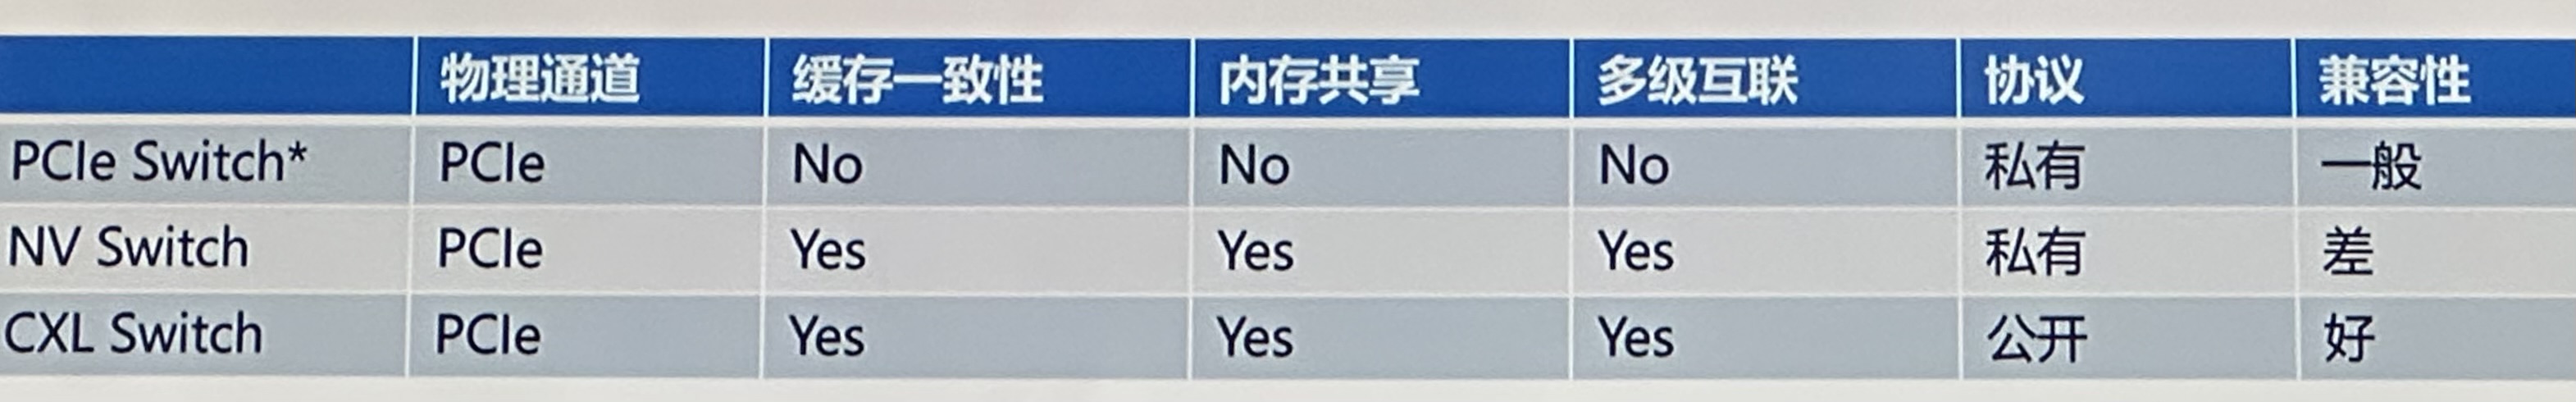 物理通道 缓存一致性 内存共享 多级互联 协议 兼容性
PCIe Switch* PCIe No No No 私有 一般
NV Switch PCIe Yes Yes Yes 私有 差
CXL Switch PCIe Yes Yes Yes 公开 好